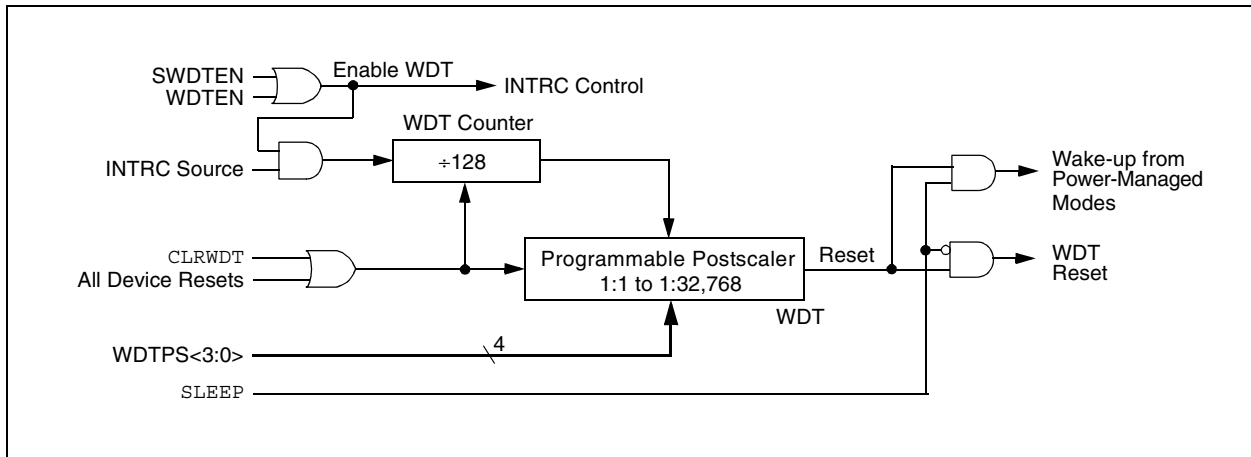 SWDTEN
WDTEN
Enable WDT
INTRC Control
WDT Counter
INTRC Source
÷128
Wake-up from
Power-Managed
Modes
CLRWDT
All Device Resets
Programmable Postscaler
1:1 to 1:32,768
Reset
WDT
Reset
WDT
4
WDTPS<3:0>
SLEEP